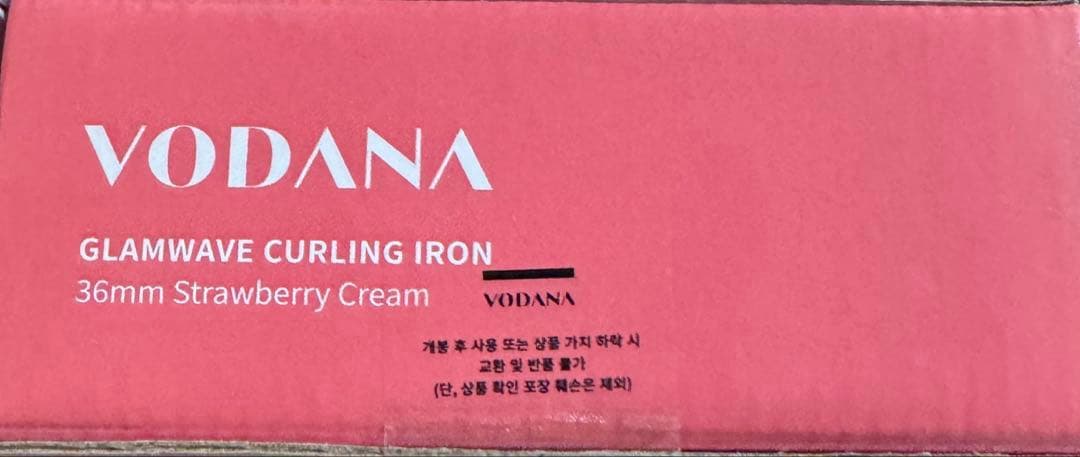 VODANA
GLAMWAVE CURLING IRON
36mm Strawberry Cream
VODANA
개봉 후 사용 또는 상품 가치 하락 시
교환 및 반품 불가
(단, 상품 확인 포장 훼손은 제외)